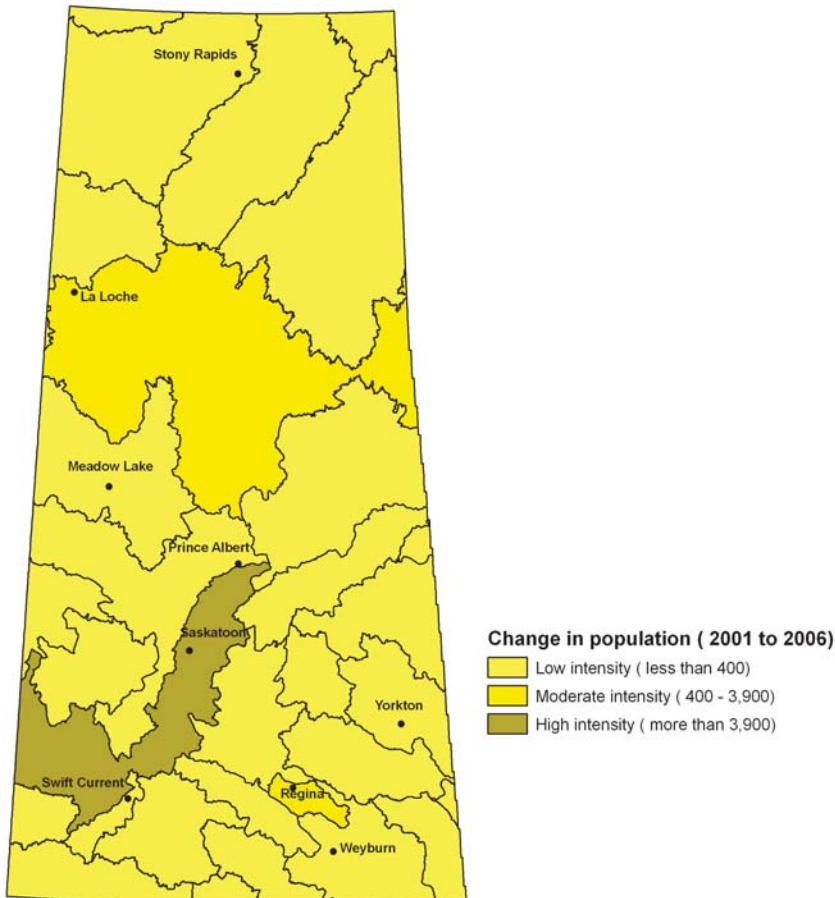 Stony Rapids
La Loche
Meadow Lake
Prince Albert
Saskatoon
Change in population ( 2001 to 2006)
Low intensity ( less than 400)
Moderate intensity ( 400 - 3,900)
High intensity ( more than 3,900)
Yorkton
Swift Current
Regina
Weyburn